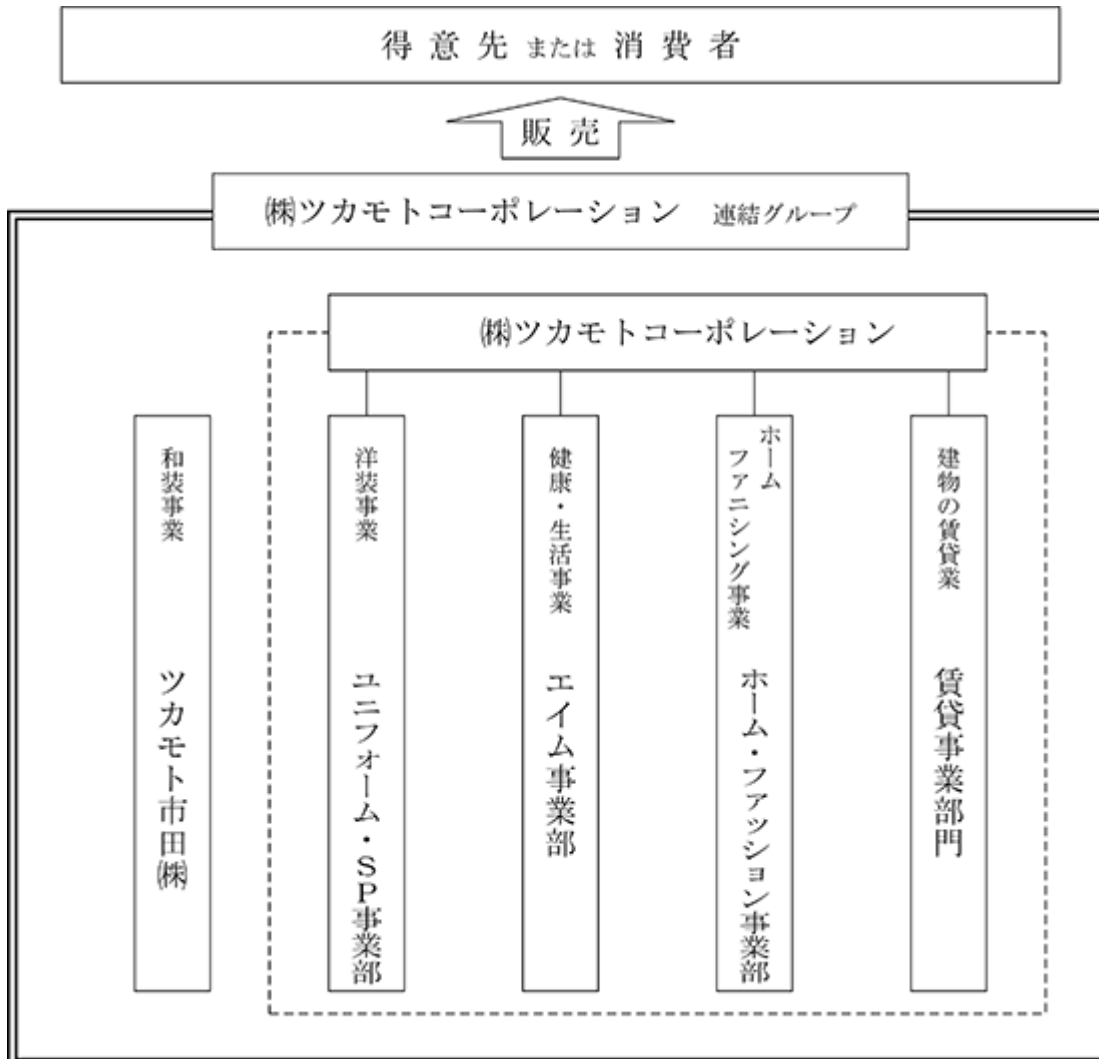 得意先 または 消費者
販売
㈱ツカモトコーポレーション 連結グループ
㈱ツカモトコーポレーション
和装事業
ツカモト市田㈱
洋装事業
ユニフォーム・SP事業部
健康・生活事業
エイム事業部
ホーム
ファニシング事業
ホーム・ファッション事業部
建物の賃貸業
賃貸事業部門